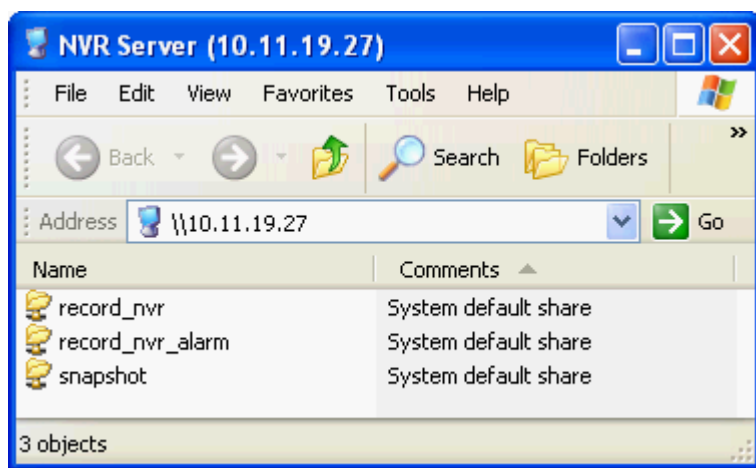 NVR Server (10.11.19.27)
File Edit View Favorites Tools Help
Back Search Folders »
Address \\10.11.19.27 Go
Name Comments
record_nvr System default share
record_nvr_alarm System default share
snapshot System default share
3 objects